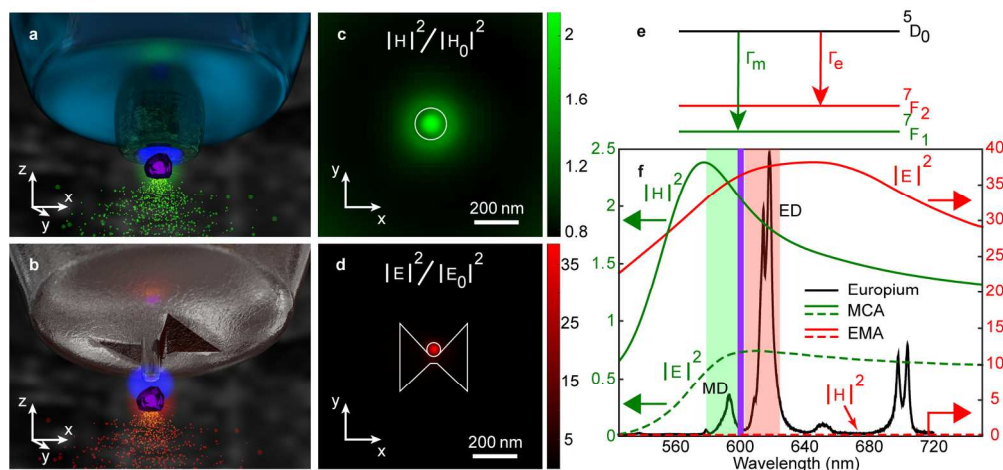 a
z
x
y
b
z
x
y
c
|H|²/|H₀|²
y
x
200 nm
2
1.6
1.2
0.8
d
|E|²/|E₀|²
y
x
200 nm
35
25
15
5
e
⁵D₀
Γm
Γe
⁷F₂
⁷F₁
f
2.5
2
1.5
1
0.5
0
40
35
30
25
20
15
10
5
0
|H|²
|E|²
ED
Europium
MCA
EMA
|E|²
MD
|H|²
560 600 640 680 720
Wavelength (nm)